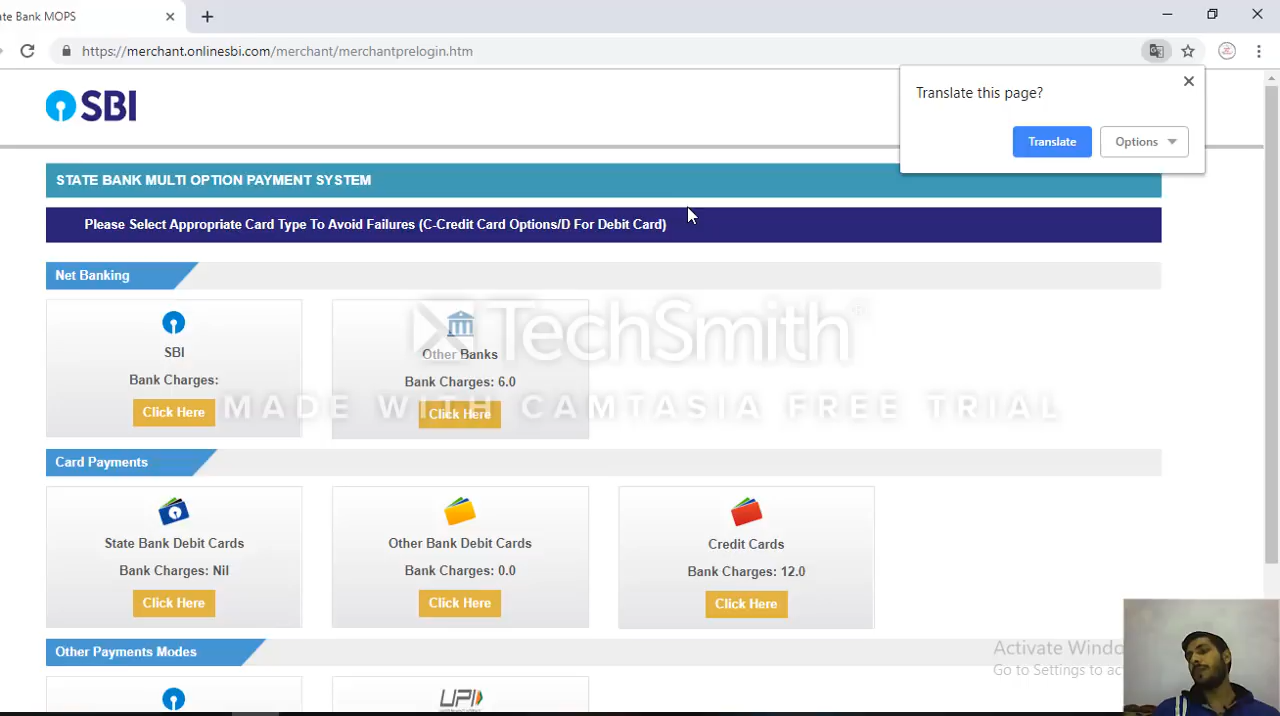 ate Bank MOPS
https://merchant.onlinesbi.com/merchant/merchantprelogin.htm
Translate this page?
Translate
Options
SBI
STATE BANK MULTI OPTION PAYMENT SYSTEM
Please Select Appropriate Card Type To Avoid Failures (C-Credit Card Options/D For Debit Card)
Net Banking
SBI
Bank Charges:
Click Here
Other Banks
Bank Charges: 6.0
Click Here
TechSmith
MADE WITH CAMTASIA FREE TRIAL
Card Payments
State Bank Debit Cards
Bank Charges: Nil
Click Here
Other Bank Debit Cards
Bank Charges: 0.0
Click Here
Credit Cards
Bank Charges: 12.0
Click Here
Other Payments Modes
UPI
Activate Windo
Go to Settings to ac